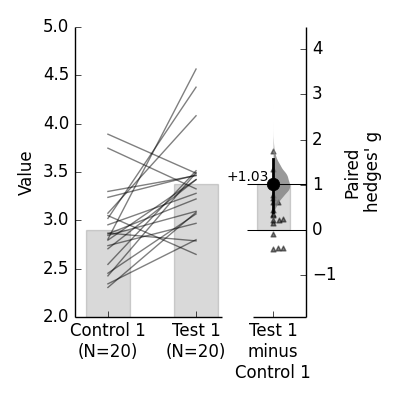 5.0
4.5
4.0
3.5
3.0
2.5
2.0
Value
Control 1
(N=20)
Test 1
(N=20)
+1.03
4
3
2
1
0
−1
Paired
hedges' g
Test 1
minus
Control 1